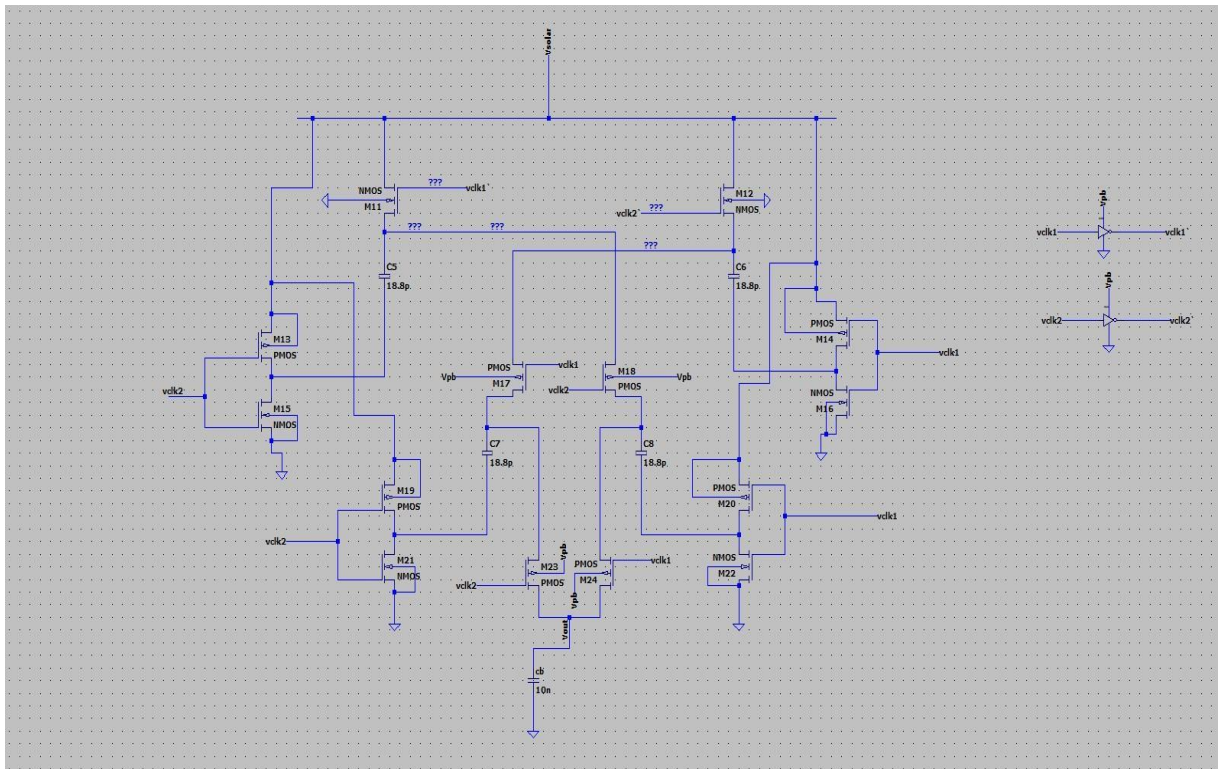 Vsolar
NMOS
M11
???
vclk1`
??? ???
M12
NMOS
vclk2`
???
???
C5
18.8p
C6
18.8p
Vpb
vclk1
vclk1`
Vpb
vclk2
vclk2`
M13
PMOS
vclk2
M15
NMOS
PMOS
M14
vclk1
NMOS
M16
Vpb
PMOS
M17
vclk1
vclk2
M18
PMOS
Vpb
C7
18.8p
C8
18.8p
M19
PMOS
vclk2
M21
NMOS
PMOS
M20
vclk1
NMOS
M22
vclk2
M23
PMOS
Vpb
PMOS
M24
vclk1
Vpb
Vout
cb
10n